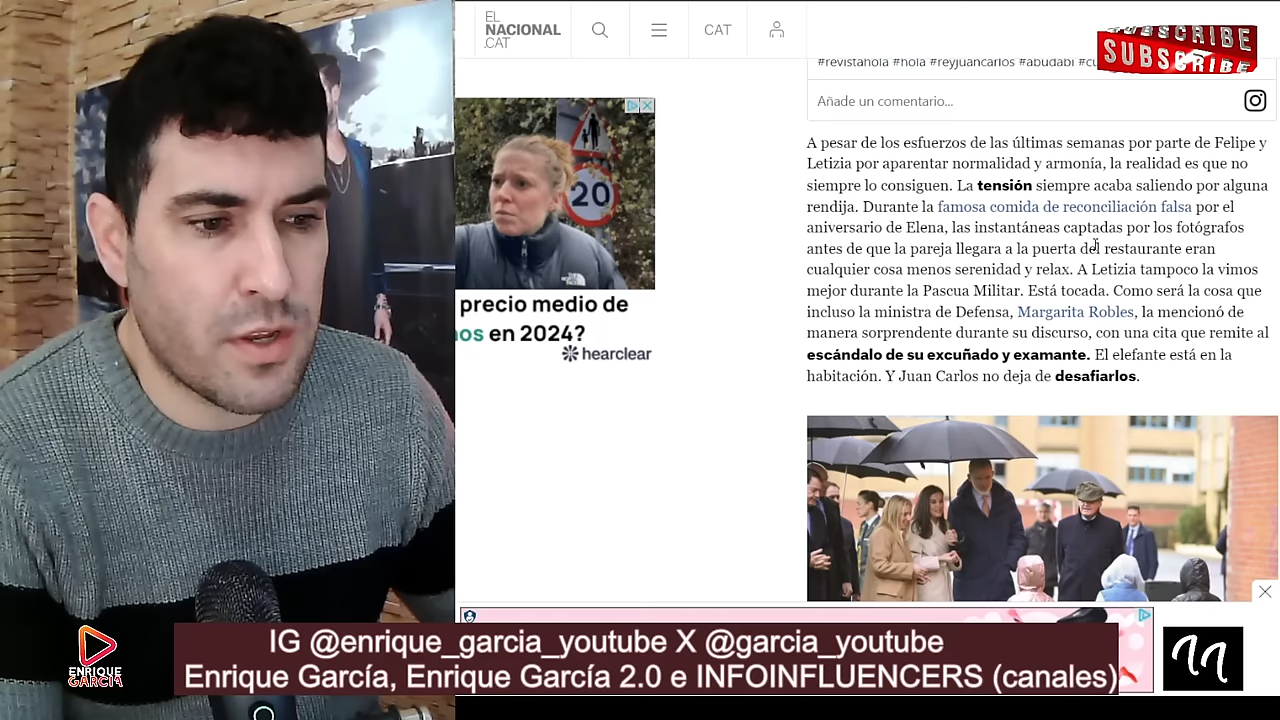 EL
NACIONAL
.CAT
CAT
SUBSCRIBE
SUBSCRIBE
#revistahola #hola #reyjuancarlos #abudabi
Añade un comentario...
A pesar de los esfuerzos de las últimas semanas por parte de Felipe y
Letizia por aparentar normalidad y armonía, la realidad es que no
siempre lo consiguen. La tensión siempre acaba saliendo por alguna
rendija. Durante la famosa comida de reconciliación falsa por el
aniversario de Elena, las instantáneas captadas por los fotógrafos
antes de que la pareja llegara a la puerta del restaurante eran
cualquier cosa menos serenidad y relax. A Letizia tampoco la vimos
mejor durante la Pascua Militar. Está tocada. Como será la cosa que
incluso la ministra de Defensa, Margarita Robles, la mencionó de
manera sorprendente durante su discurso, con una cita que remite al
escándalo de su excuñado y examante. El elefante está en la
habitación. Y Juan Carlos no deja de desafiarlos.
20
precio medio de
os en 2024?
hearclear
IG @enrique_garcia_youtube X @garcia_youtube
Enrique García, Enrique García 2.0 e INFOINFLUENCERS (canales)
ENRIQUE
GARCÍA